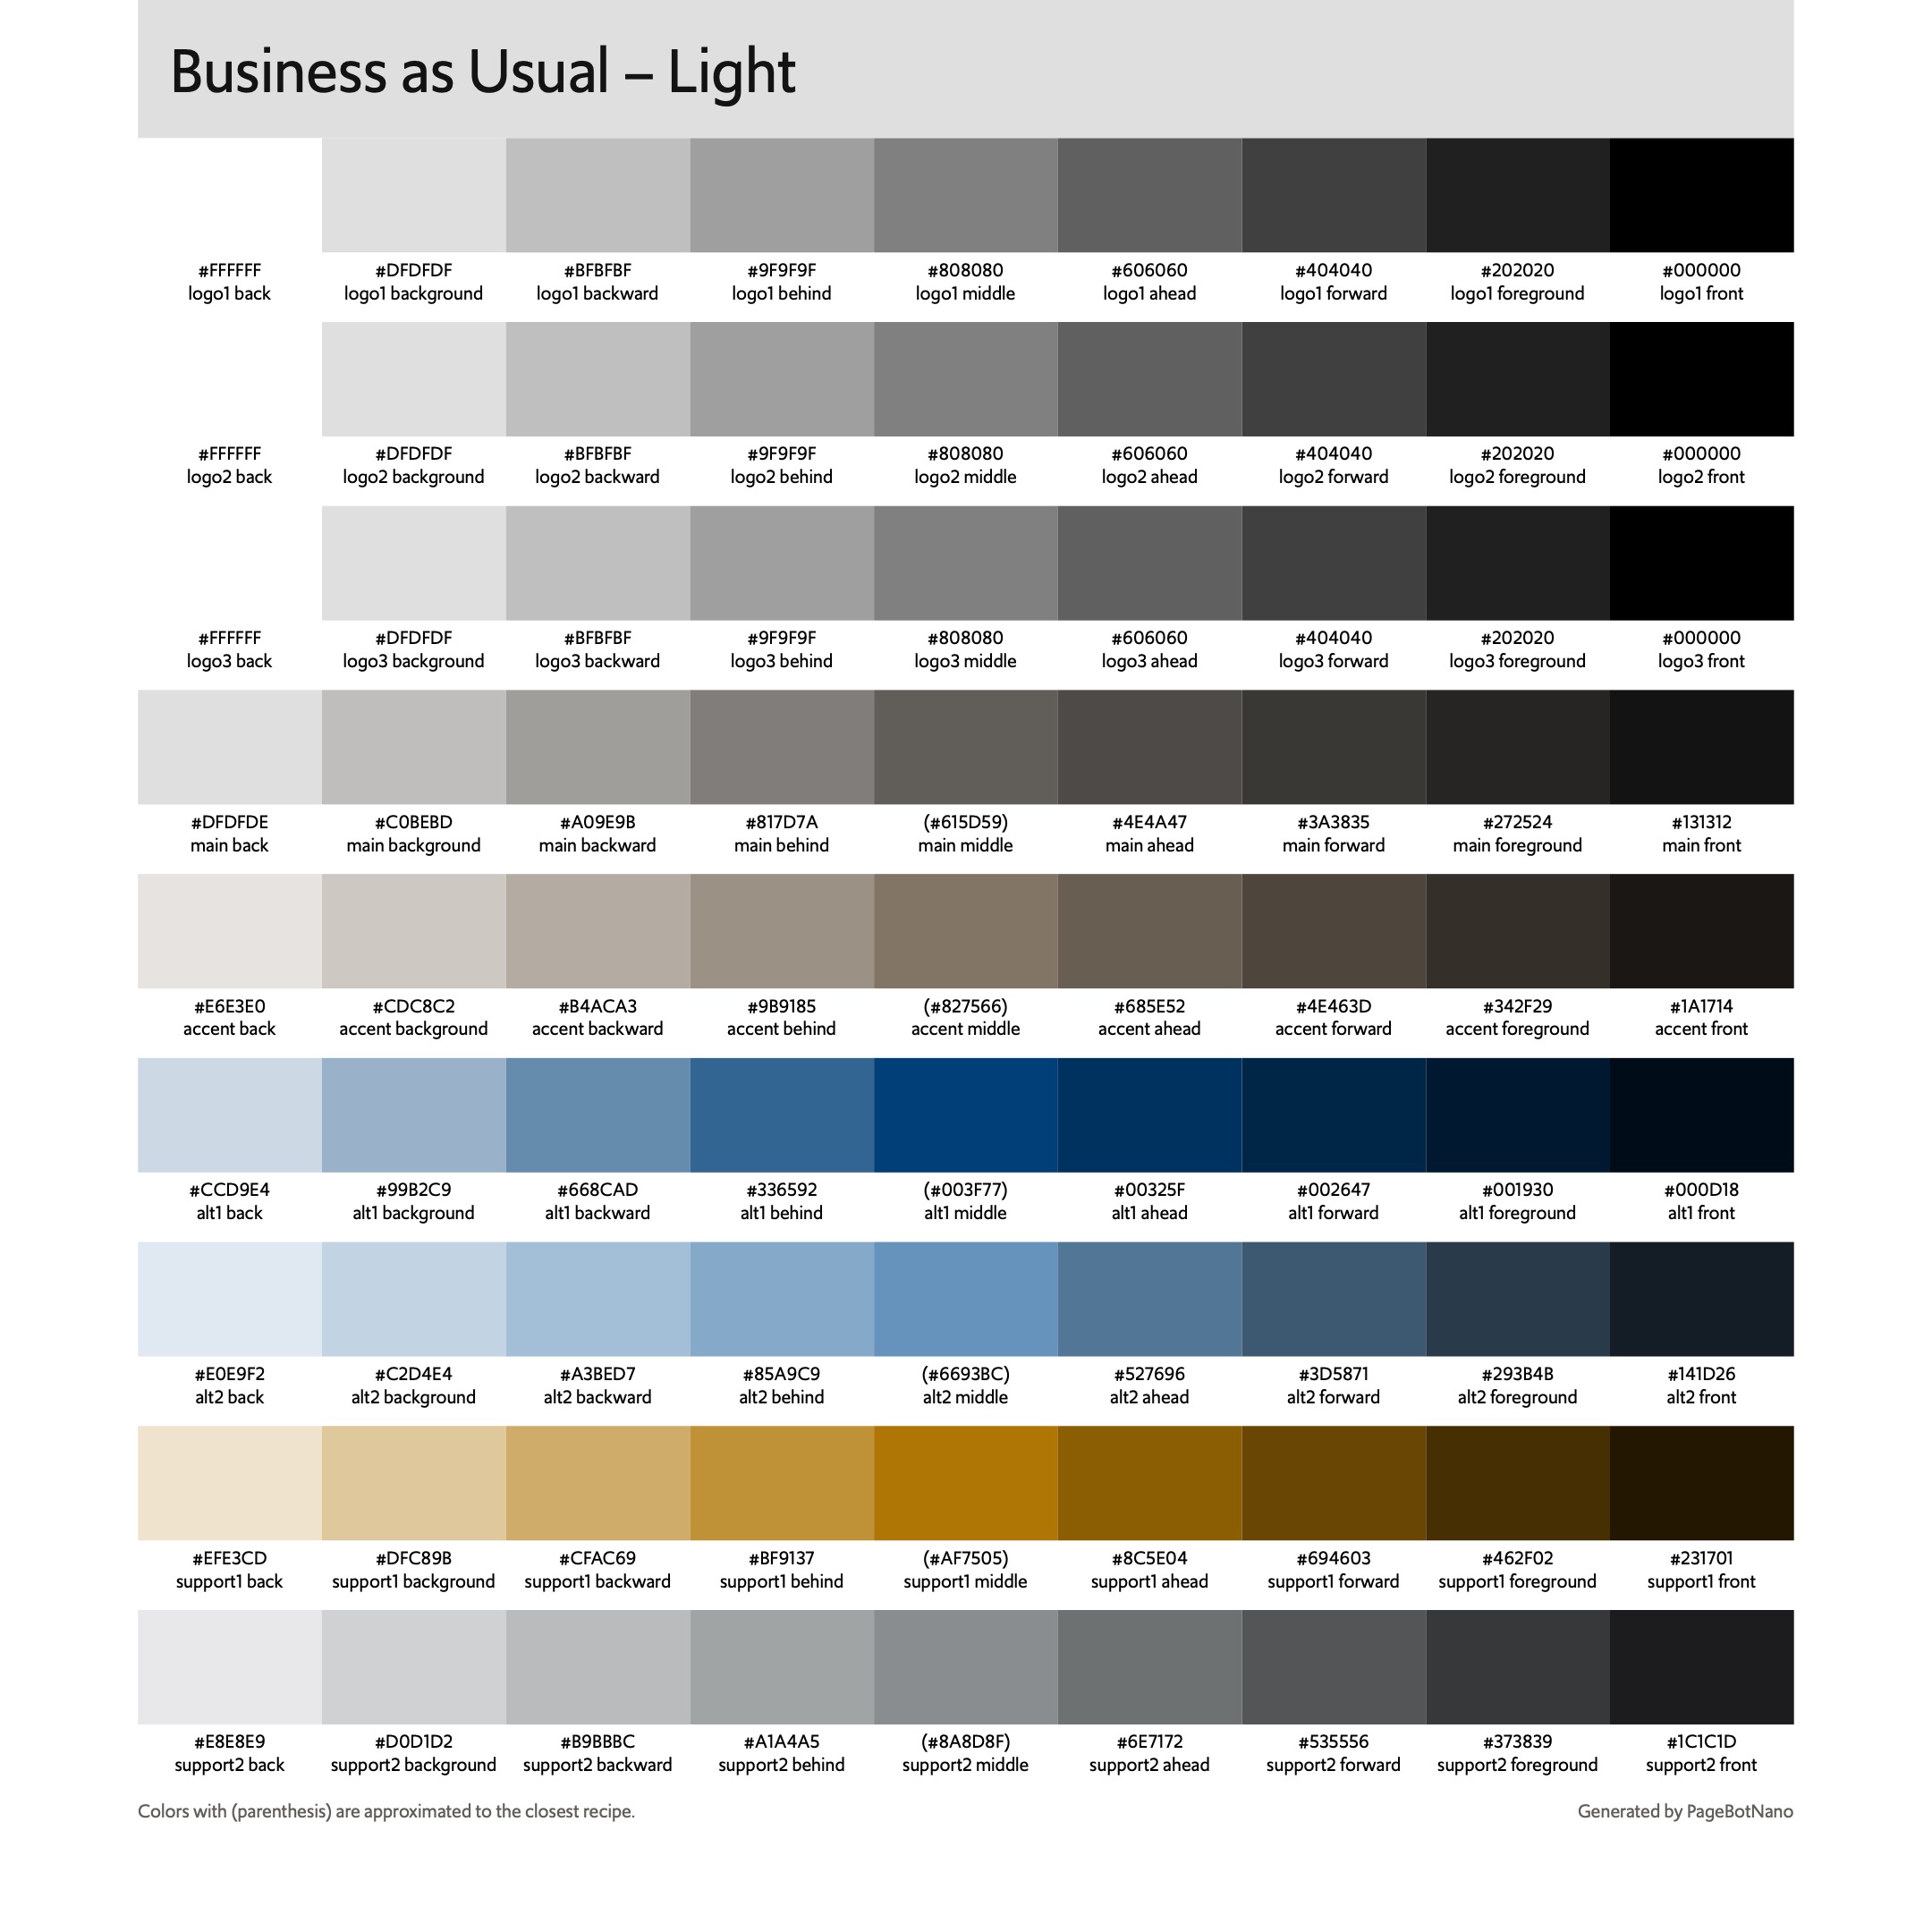 Business as Usual – Light
#FFFFFF #DFDFDF #BFBFBF #9F9F9F #808080 #606060 #404040 #202020 #000000
logo1 back logo1 background logo1 backward logo1 behind logo1 middle logo1 ahead logo1 forward logo1 foreground logo1 front
#FFFFFF #DFDFDF #BFBFBF #9F9F9F #808080 #606060 #404040 #202020 #000000
logo2 back logo2 background logo2 backward logo2 behind logo2 middle logo2 ahead logo2 forward logo2 foreground logo2 front
#FFFFFF #DFDFDF #BFBFBF #9F9F9F #808080 #606060 #404040 #202020 #000000
logo3 back logo3 background logo3 backward logo3 behind logo3 middle logo3 ahead logo3 forward logo3 foreground logo3 front
#DFDFDE #C0BEBD #A09E9B #817D7A (#615D59) #4E4A47 #3A3835 #272524 #131312
main back main background main backward main behind main middle main ahead main forward main foreground main front
#E6E3E0 #CDC8C2 #B4ACA3 #9B9185 (#827566) #685E52 #4E463D #342F29 #1A1714
accent back accent background accent backward accent behind accent middle accent ahead accent forward accent foreground accent front
#CCD9E4 #99B2C9 #668CAD #336592 (#003F77) #00325F #002647 #001930 #000D18
alt1 back alt1 background alt1 backward alt1 behind alt1 middle alt1 ahead alt1 forward alt1 foreground alt1 front
#E0E9F2 #C2D4E4 #A3BED7 #85A9C9 (#6693BC) #527696 #3D5871 #293B4B #141D26
alt2 back alt2 background alt2 backward alt2 behind alt2 middle alt2 ahead alt2 forward alt2 foreground alt2 front
#EFE3CD #DFC89B #CFAC69 #BF9137 (#AF7505) #8C5E04 #694603 #462F02 #231701
support1 back support1 background support1 backward support1 behind support1 middle support1 ahead support1 forward support1 foreground support1 front
#E8E8E9 #D0D1D2 #B9BBBC #A1A4A5 (#8A8D8F) #6E7172 #535556 #373839 #1C1C1D
support2 back support2 background support2 backward support2 behind support2 middle support2 ahead support2 forward support2 foreground support2 front
Colors with (parenthesis) are approximated to the closest recipe. Generated by PageBotNano